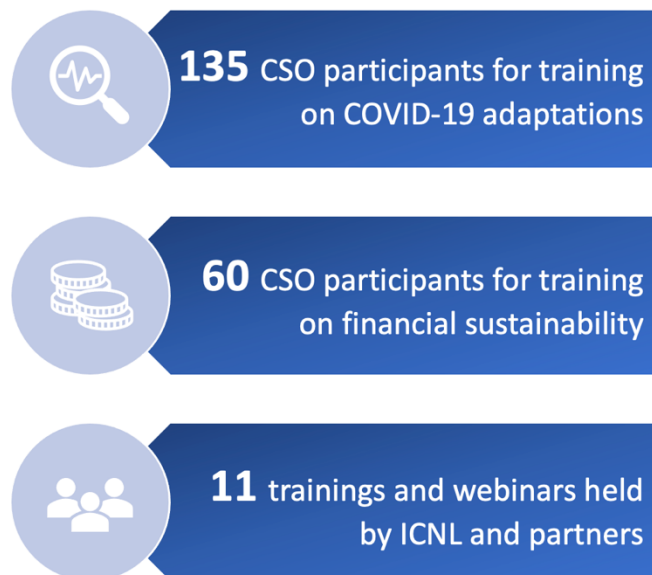 135 CSO participants for training
on COVID-19 adaptations
60 CSO participants for training
on financial sustainability
11 trainings and webinars held
by ICNL and partners